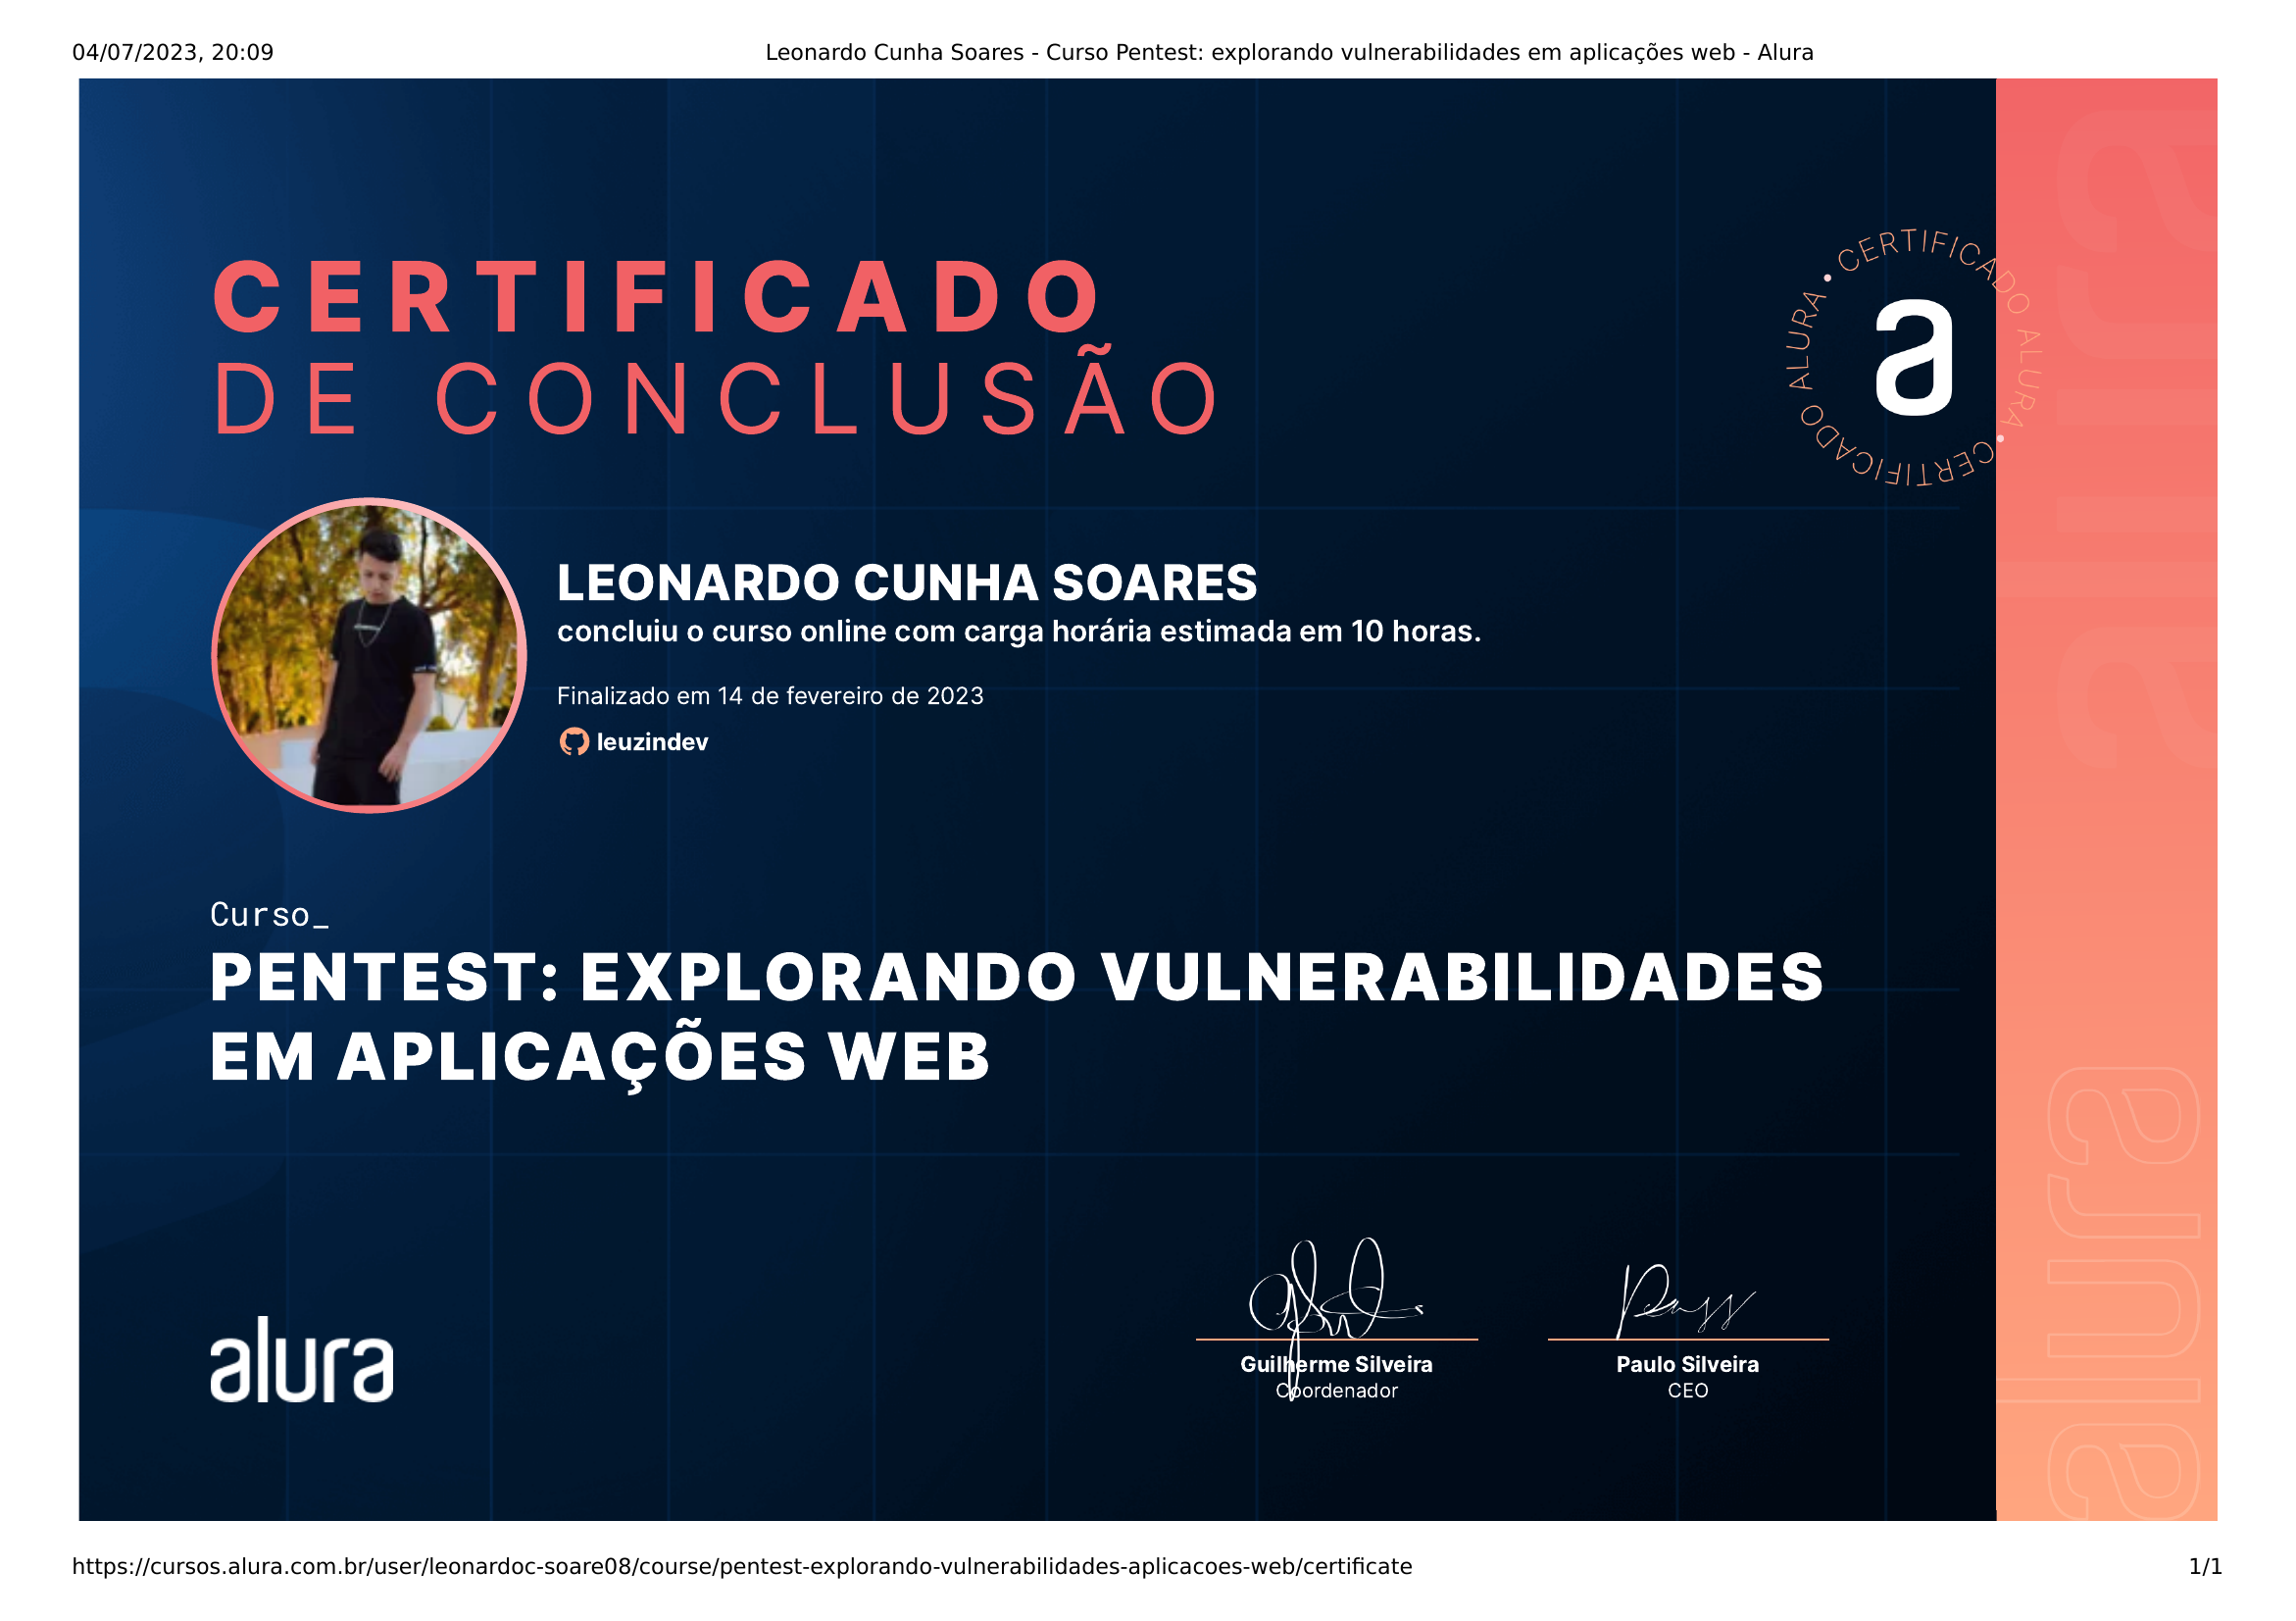 04/07/2023, 20:09
Leonardo Cunha Soares - Curso Pentest: explorando vulnerabilidades em aplicações web - Alura
CERTIFICADO
DE CONCLUSÃO
CERTIFICADO ALURA • CERTIFICADO ALURA •
a
LEONARDO CUNHA SOARES
concluiu o curso online com carga horária estimada em 10 horas.
Finalizado em 14 de fevereiro de 2023
leuzindev
Curso_
PENTEST: EXPLORANDO VULNERABILIDADES
EM APLICAÇÕES WEB
alura
Guilherme Silveira
Coordenador
Paulo Silveira
CEO
alura
alura
https://cursos.alura.com.br/user/leonardoc-soare08/course/pentest-explorando-vulnerabilidades-aplicacoes-web/certificate
1/1